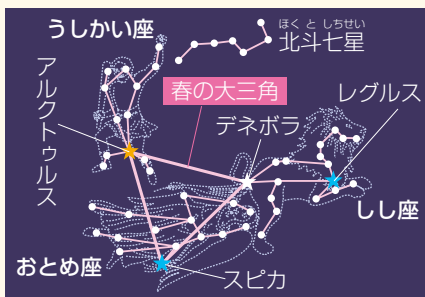 うしかい座
ほくとしちせい
北斗七星
アルクトゥルス
春の大三角
デネボラ
レグルス
しし座
おとめ座
スピカ